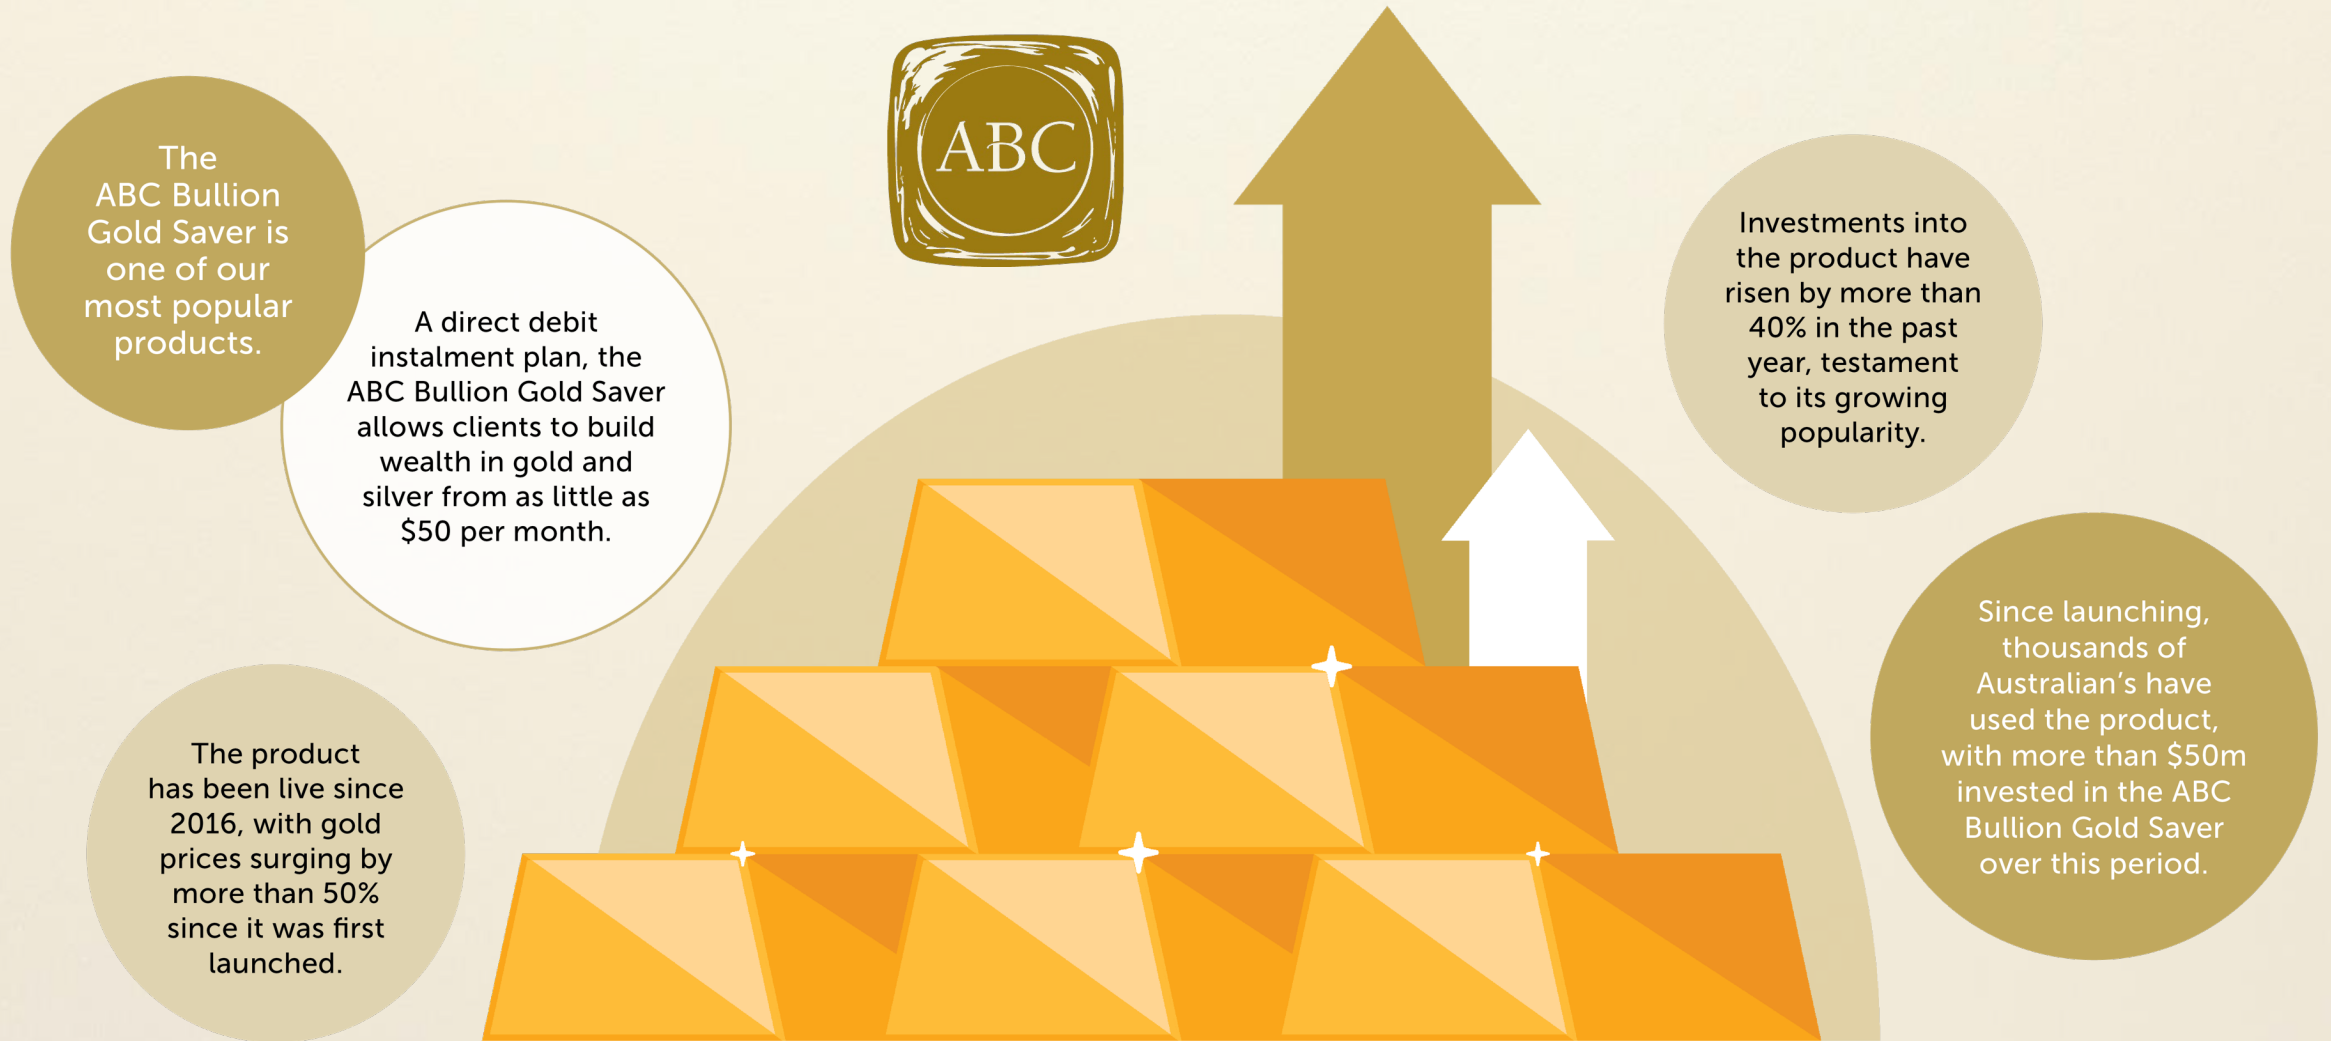 The
ABC Bullion
Gold Saver is
one of our
most popular
products.
A direct debit
instalment plan, the
ABC Bullion Gold Saver
allows clients to build
wealth in gold and
silver from as little as
$50 per month.
The product
has been live since
2016, with gold
prices surging by
more than 50%
since it was first
launched.
ABC
Investments into
the product have
risen by more than
40% in the past
year, testament
to its growing
popularity.
Since launching,
thousands of
Australian’s have
used the product,
with more than $50m
invested in the ABC
Bullion Gold Saver
over this period.